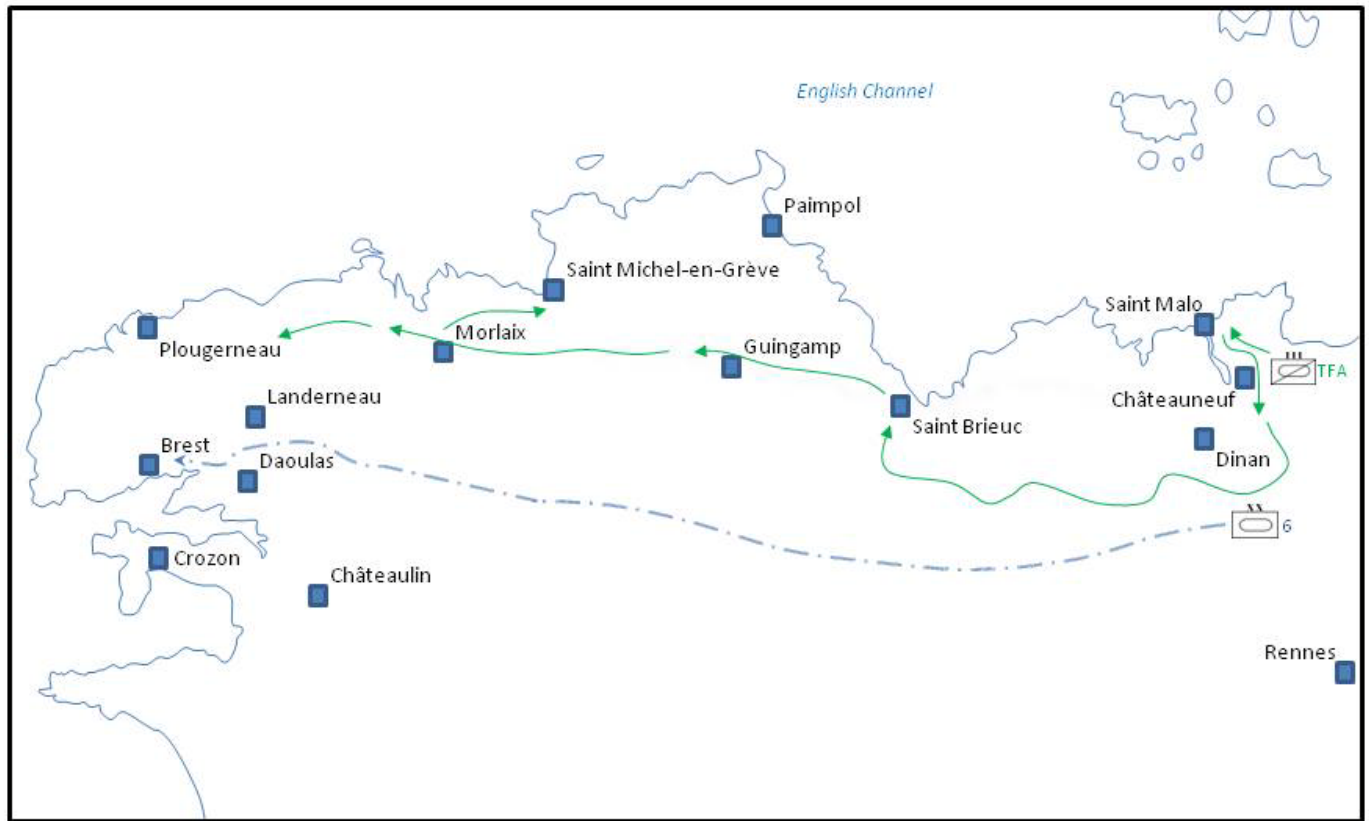 English Channel
Paimpol
Saint Michel-en-Grève
Saint Malo
Morlaix
Guingamp
Plougerneau
TFA
Châteauneuf
Landerneau
Saint Brieuc
Brest
Daoulas
Dinan
6
Crozon
Châteaulin
Rennes